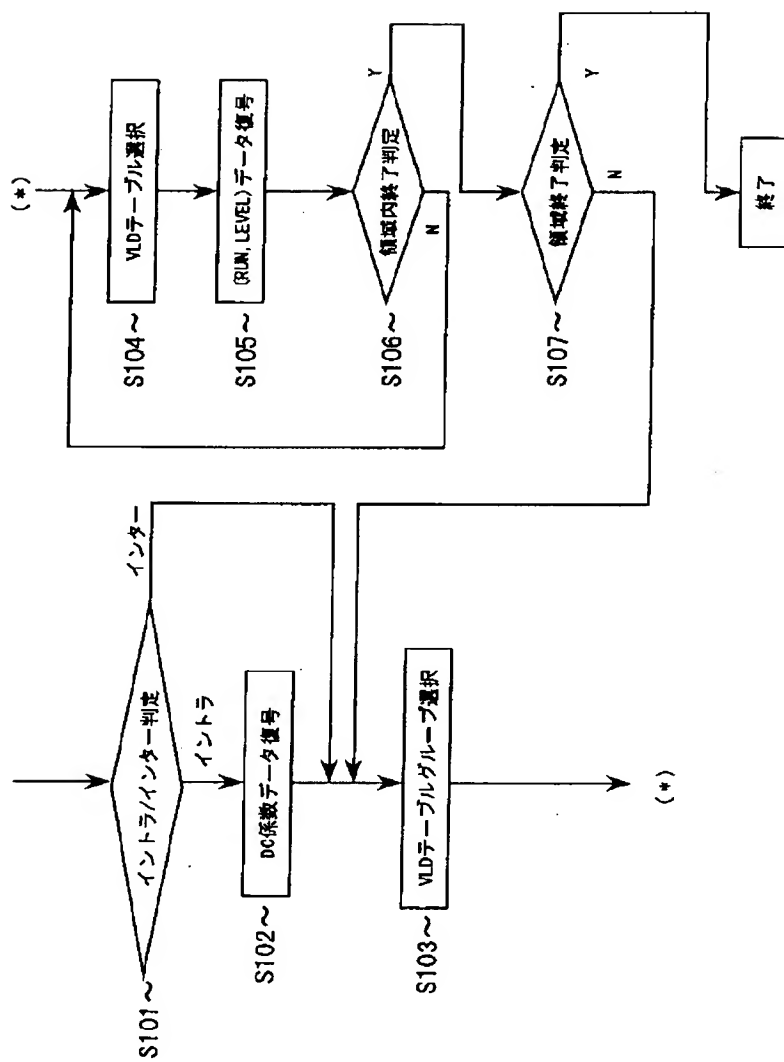 S101~
イントラ/インター判定
インター
イントラ
S102~
DC係数データ復号
S103~
VLDテーブルグループ選択
(*)
(*)
S104~
VLDテーブル選択
S105~
(RUN, LEVEL) データ復号
S106~
領域内終了判定
Y
N
S107~
領域終了判定
Y
N
終了